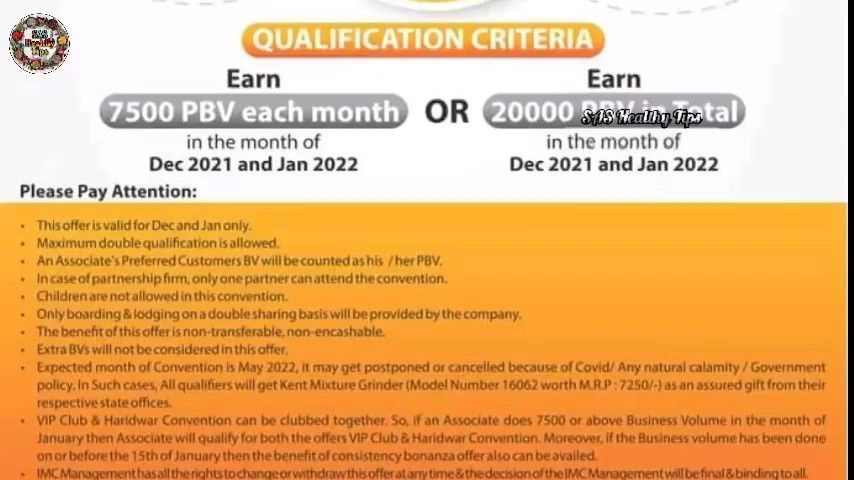 SAS
Healthy
Tips
QUALIFICATION CRITERIA
Earn
7500 PBV each month
in the month of
Dec 2021 and Jan 2022
OR
Earn
20000 PBV in Total
SAS Healthy Tips
in the month of
Dec 2021 and Jan 2022
Please Pay Attention:
• This offer is valid for Dec and Jan only.
• Maximum double qualification is allowed.
• An Associate's Preferred Customers BV will be counted as his / her PBV.
• In case of partnership firm, only one partner can attend the convention.
• Children are not allowed in this convention.
• Only boarding & lodging on a double sharing basis will be provided by the company.
• The benefit of this offer is non-transferable, non-encashable.
• Extra BVs will not be considered in this offer.
• Expected month of Convention is May 2022, it may get postponed or cancelled because of Covid/ Any natural calamity / Government
policy. In Such cases, All qualifiers will get Kent Mixture Grinder (Model Number 16062 worth M.R.P : 7250/-) as an assured gift from their
respective state offices.
• VIP Club & Haridwar Convention can be clubbed together. So, if an Associate does 7500 or above Business Volume in the month of
January then Associate will qualify for both the offers VIP Club & Haridwar Convention. Moreover, if the Business volume has been done
on or before the 15th of January then the benefit of consistency bonanza offer also can be availed.
• IMC Management has all the rights to change or withdraw this offer at any time & the decision of the IMC Management will be final & binding to all.